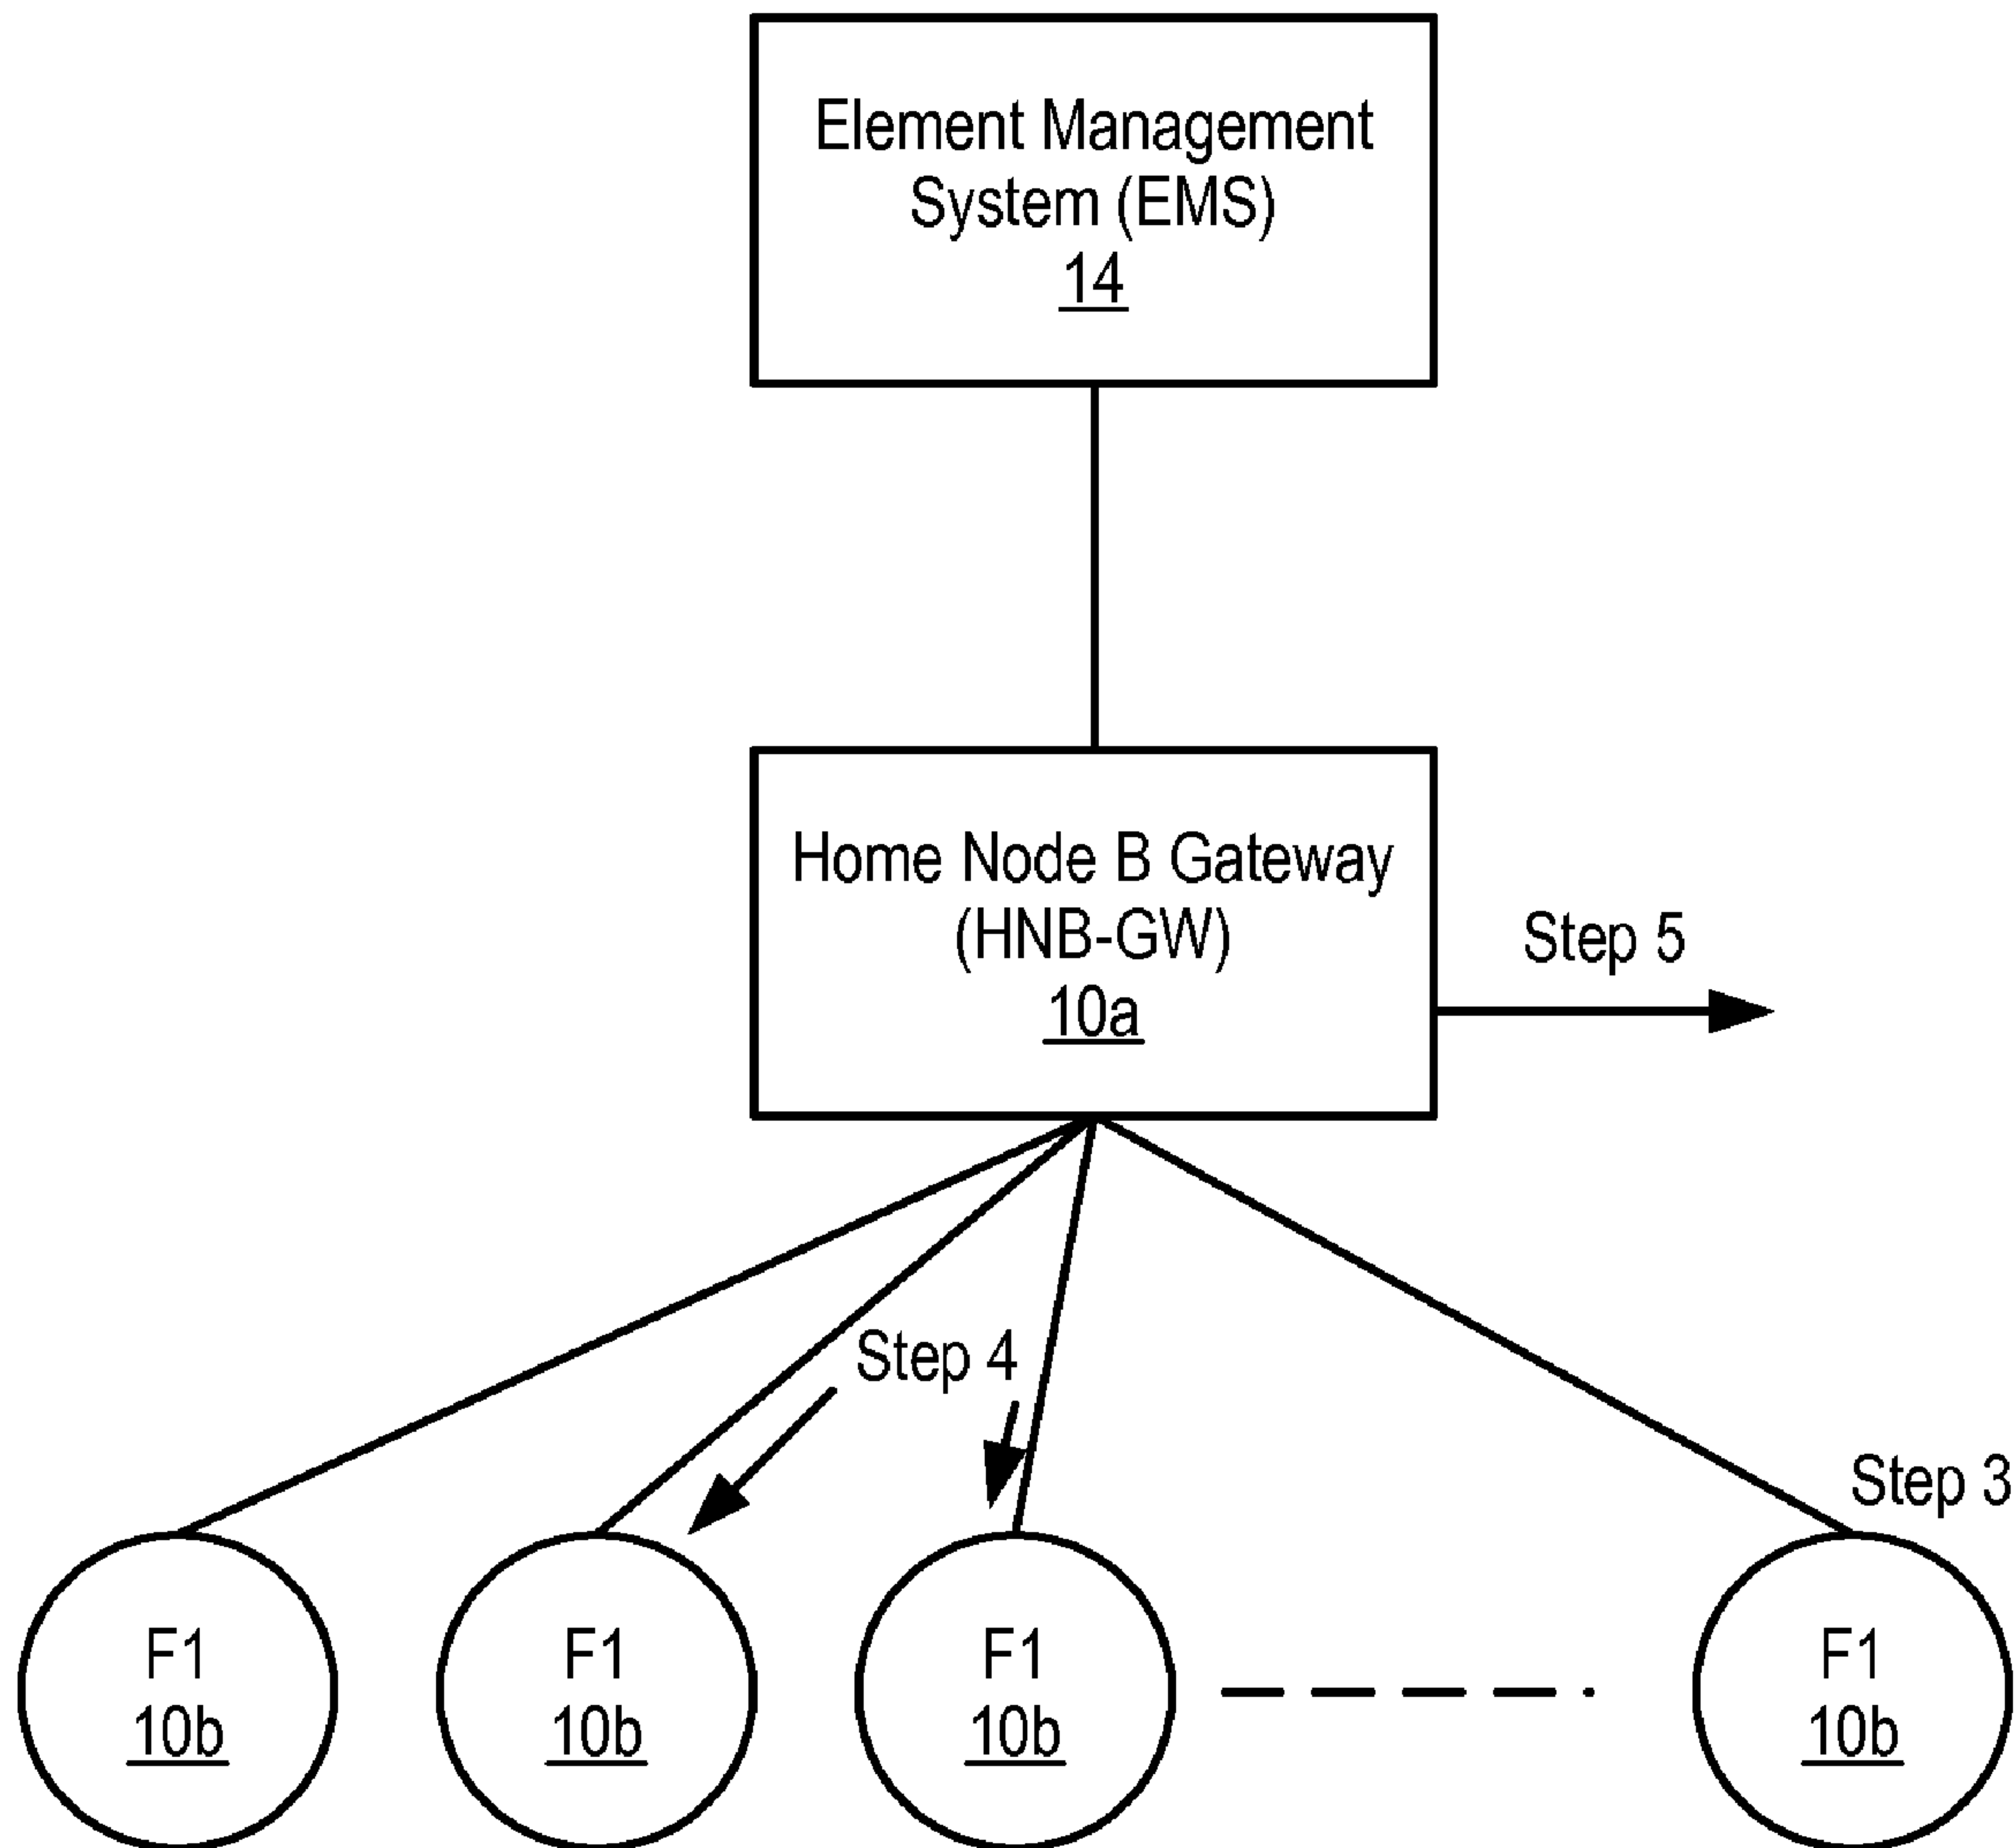 Element Management
System (EMS)
14
Home Node B Gateway
(HNB-GW)
10a
Step 5
Step 4
Step 3
F1
10b
F1
10b
F1
10b
F1
10b